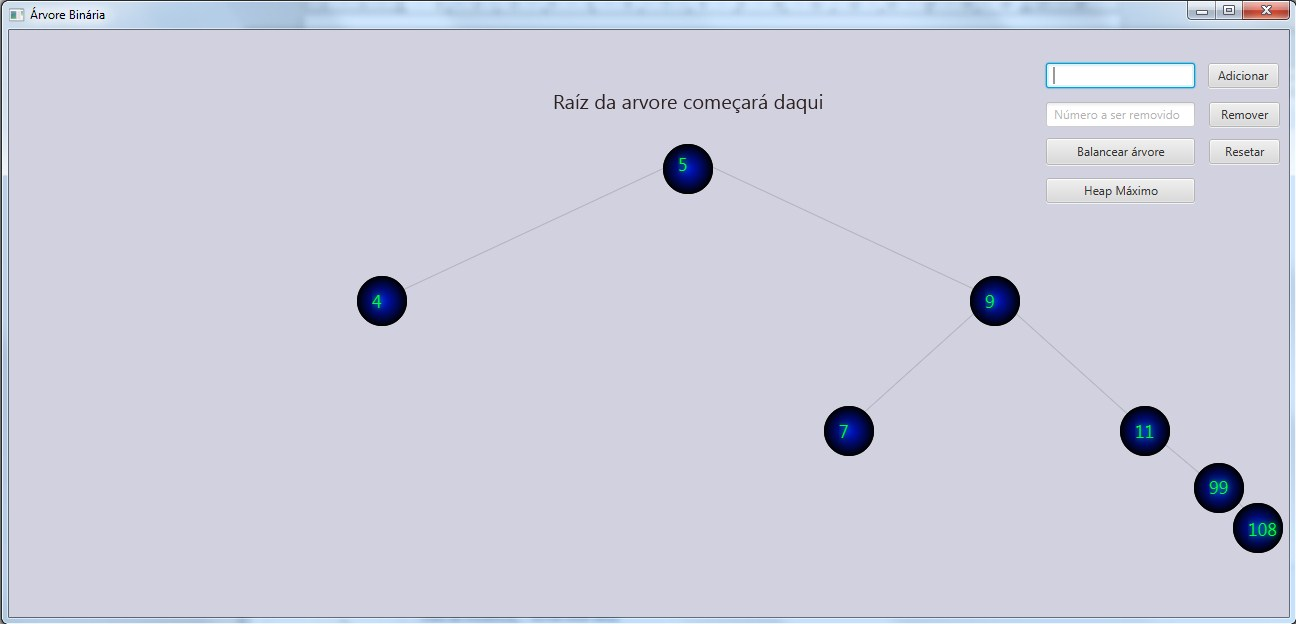 Árvore Binária
Adicionar
Raíz da arvore começará daqui
Número a ser removido
Remover
Balancear árvore
Resetar
5
Heap Máximo
4
9
7
11
99
108